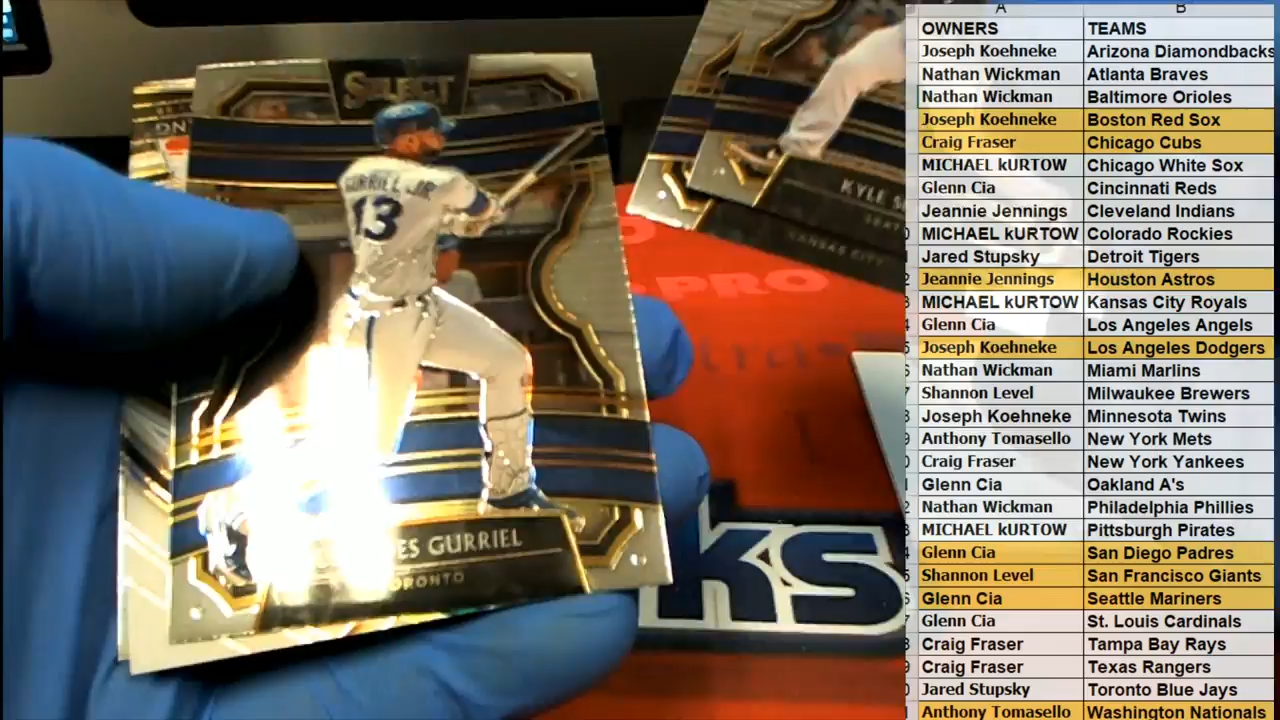 SELECT
GURRIEL JR.
13
GURRIEL
TORONTO
KYLE
KANSAS CITY
PRO
ks
A B
OWNERS TEAMS
Joseph Koehneke Arizona Diamondbacks
Nathan Wickman Atlanta Braves
Nathan Wickman Baltimore Orioles
Joseph Koehneke Boston Red Sox
Craig Fraser Chicago Cubs
MICHAEL kURTOW Chicago White Sox
Glenn Cia Cincinnati Reds
Jeannie Jennings Cleveland Indians
MICHAEL kURTOW Colorado Rockies
Jared Stupsky Detroit Tigers
Jeannie Jennings Houston Astros
MICHAEL kURTOW Kansas City Royals
Glenn Cia Los Angeles Angels
Joseph Koehneke Los Angeles Dodgers
Nathan Wickman Miami Marlins
Shannon Level Milwaukee Brewers
Joseph Koehneke Minnesota Twins
Anthony Tomasello New York Mets
Craig Fraser New York Yankees
Glenn Cia Oakland A's
Nathan Wickman Philadelphia Phillies
MICHAEL kURTOW Pittsburgh Pirates
Glenn Cia San Diego Padres
Shannon Level San Francisco Giants
Glenn Cia Seattle Mariners
Glenn Cia St. Louis Cardinals
Craig Fraser Tampa Bay Rays
Craig Fraser Texas Rangers
Jared Stupsky Toronto Blue Jays
Anthony Tomasello Washington Nationals